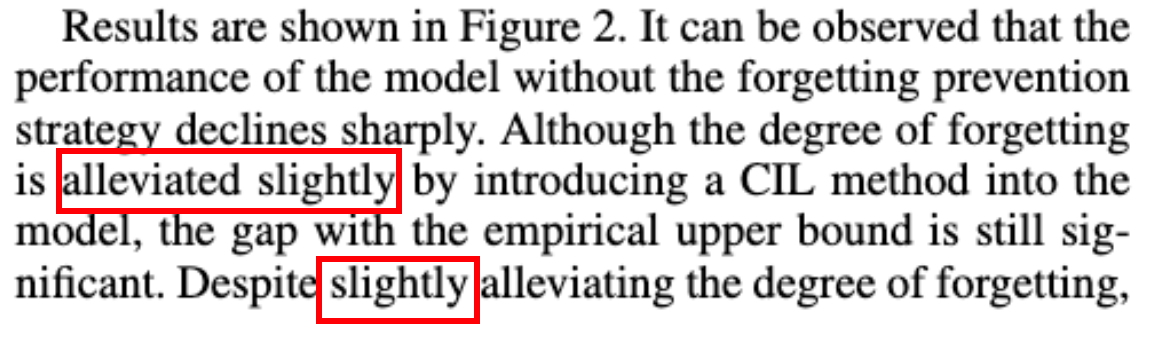 Results are shown in Figure 2. It can be observed that the
performance of the model without the forgetting prevention
strategy declines sharply. Although the degree of forgetting
is alleviated slightly by introducing a CIL method into the
model, the gap with the empirical upper bound is still sig-
nificant. Despite slightly alleviating the degree of forgetting,